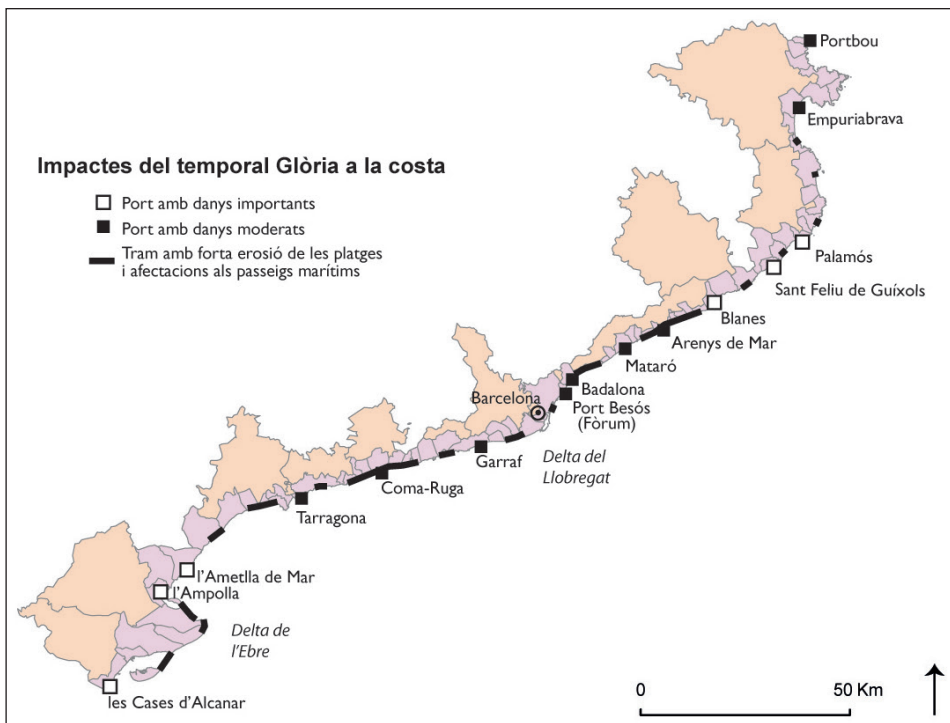 Portbou
Empuriabrava
Impactes del temporal Glòria a la costa
Port amb danys importants
Port amb danys moderats
Tram amb forta erosió de les platges
i afectacions als passeigs marítims
Palamós
Sant Feliu de Guíxols
Blanes
Arenys de Mar
Mataró
Badalona
Barcelona
Port Besós
(Fòrum)
Garraf
Delta del
Llobregat
Coma-Ruga
Tarragona
l'Ametlla de Mar
l'Ampolla
Delta de
l'Ebre
les Cases d'Alcanar
0
50 Km